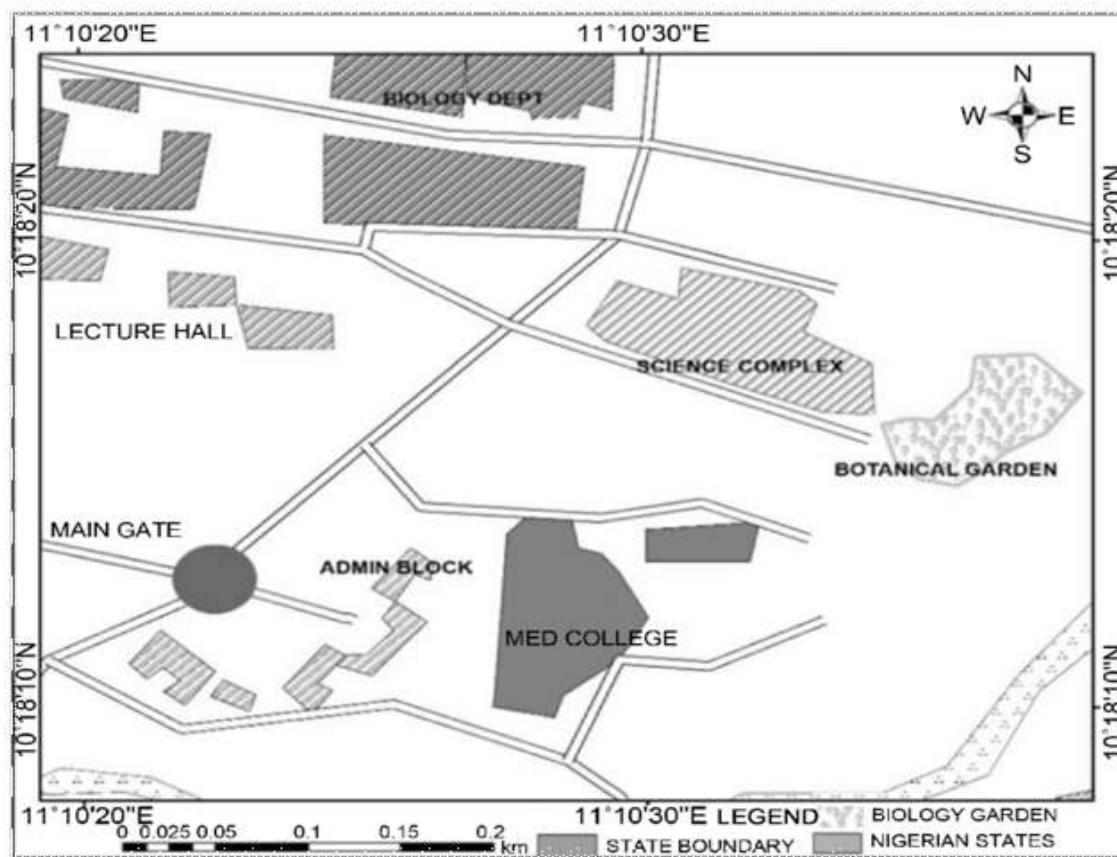 11°10'20"E 11°10'30"E
BIOLOGY DEPT
N
W E
S
10°18'20"N 10°18'20"N
LECTURE HALL
SCIENCE COMPLEX
BOTANICAL GARDEN
MAIN GATE
ADMIN BLOCK
MED COLLEGE
10°18'10"N 10°18'10"N
11°10'20"E 11°10'30"E
0 0.025 0.05 0.1 0.15 0.2
km
LEGEND
BIOLOGY GARDEN
STATE BOUNDARY
NIGERIAN STATES